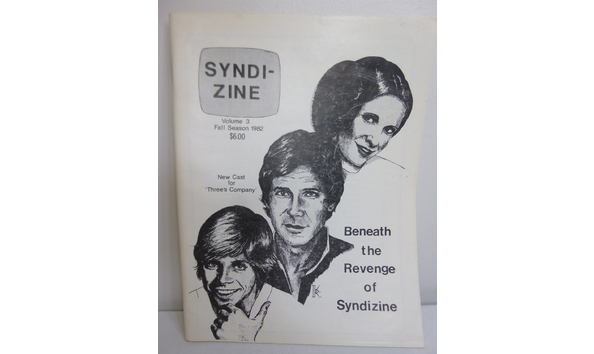 SYNDI-
ZINE
Volume 3
Fall Season 1982
$6.00
New Cast
for
'Three's Company'
Beneath
the
Revenge
of
Syndizine